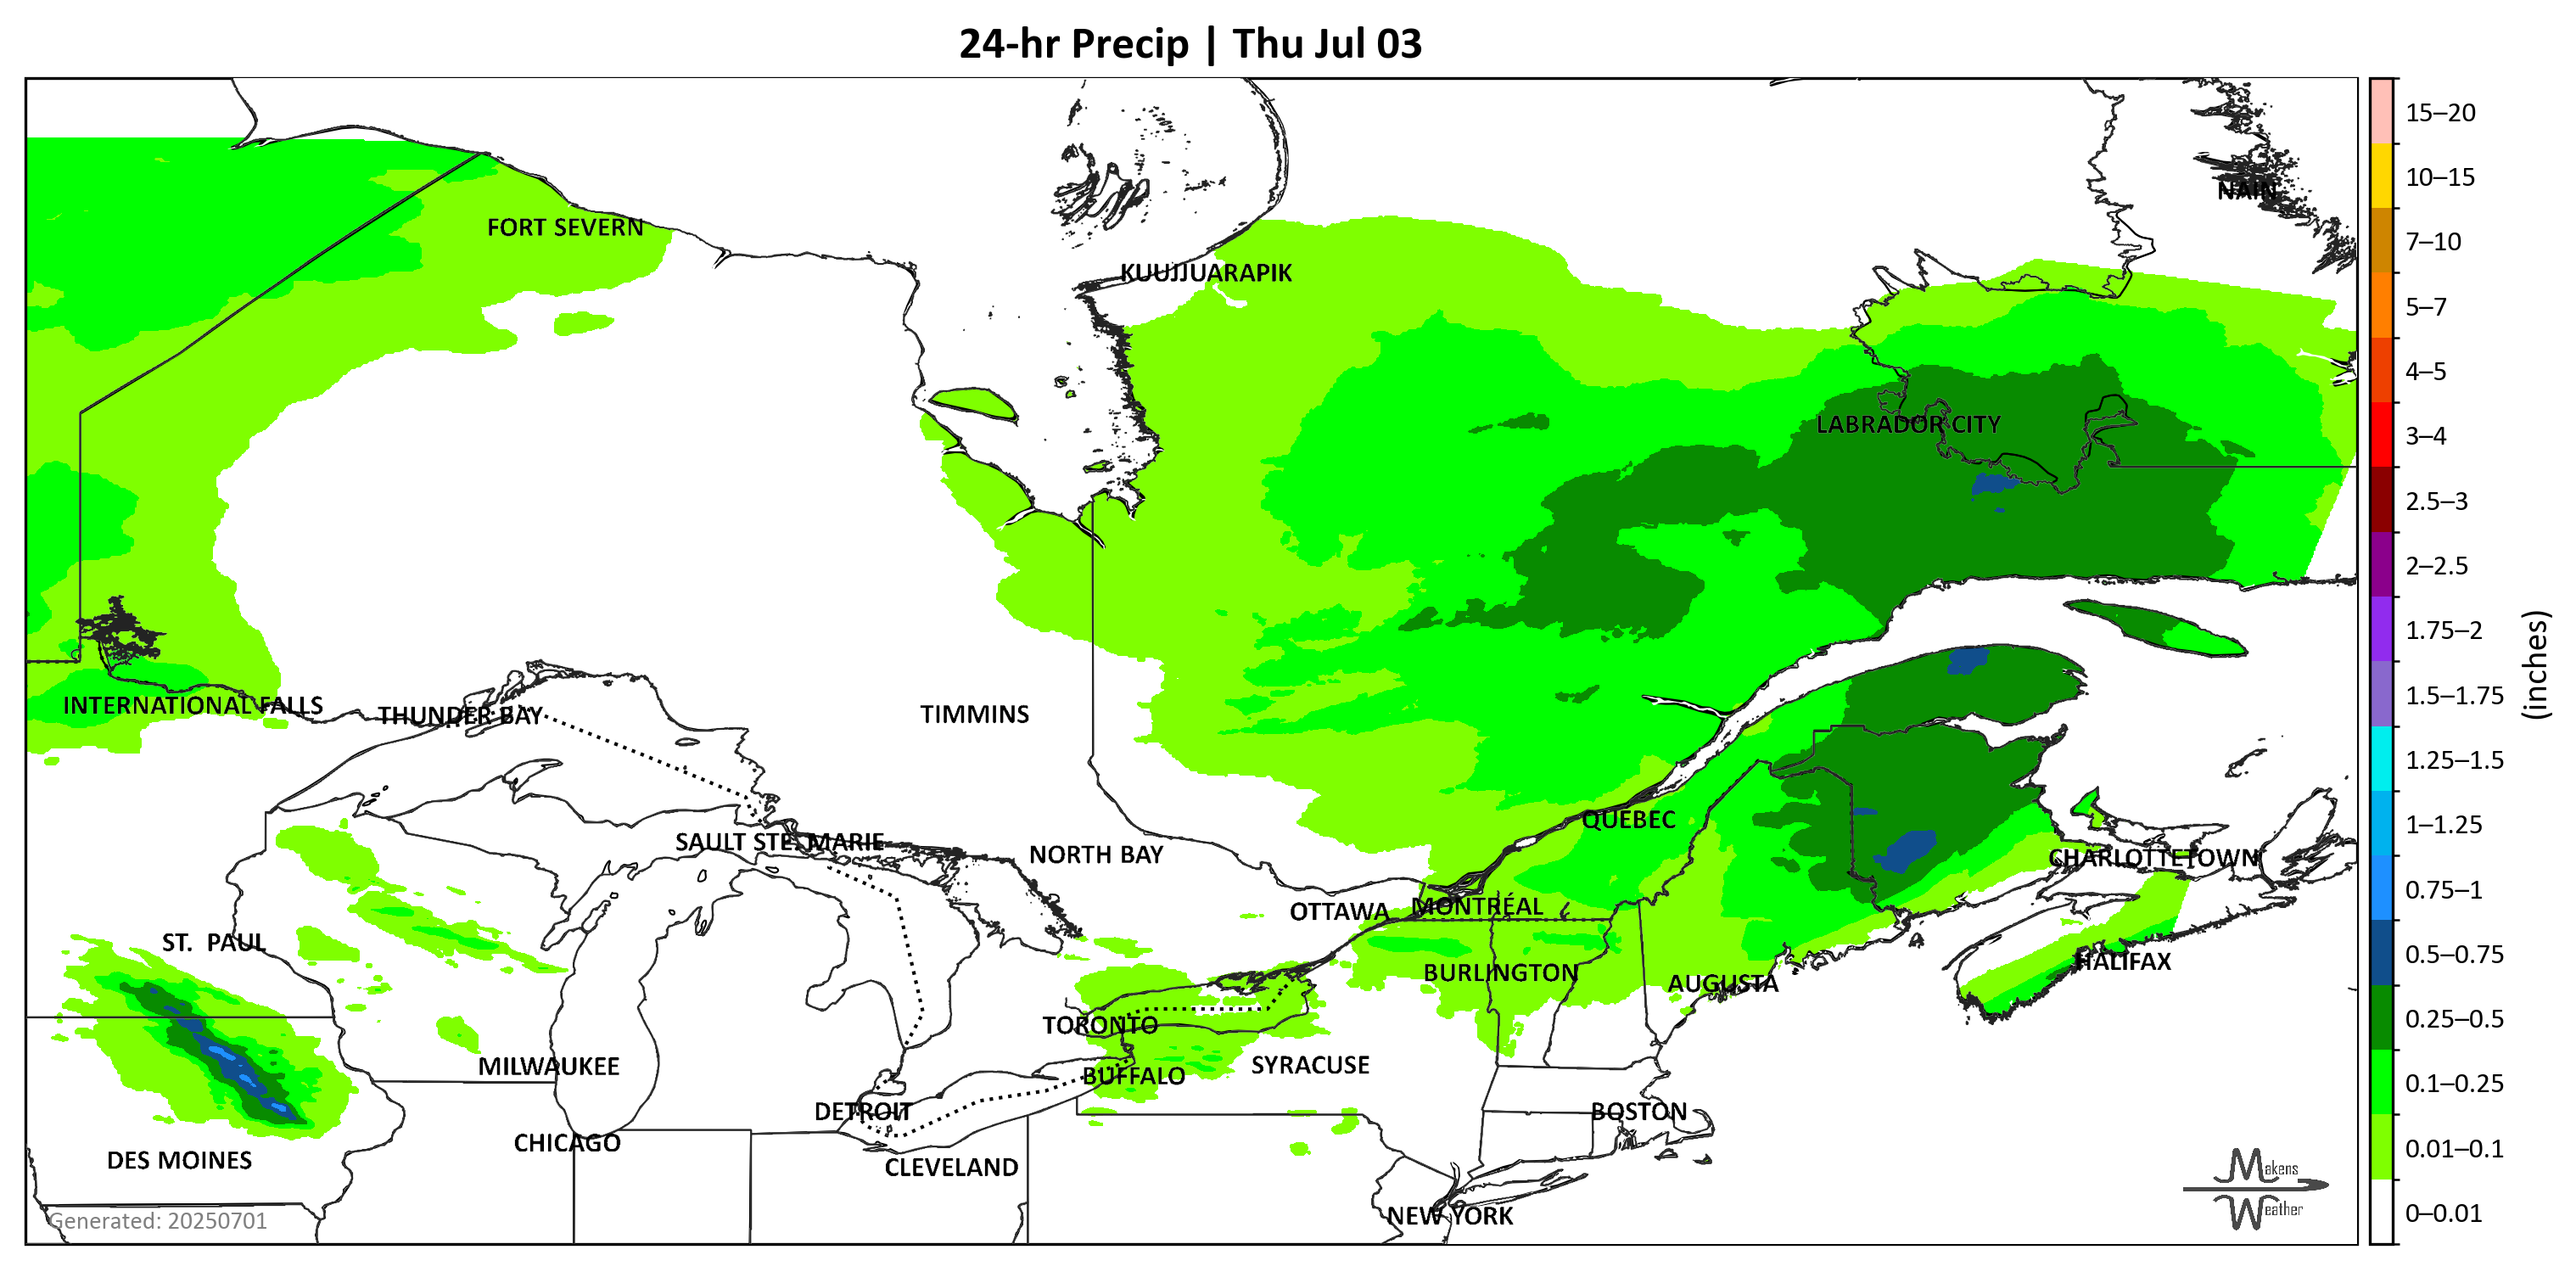 24-hr Precip | Thu Jul 03
NAIN
FORT SEVERN
KUUJJUARAPIK
LABRADOR CITY
INTERNATIONAL FALLS
THUNDER BAY
TIMMINS
QUÉBEC
SAULT STE. MARIE
NORTH BAY
CHARLOTTETOWN
OTTAWA
MONTRÉAL
ST.  PAUL
HALIFAX
BURLINGTON
AUGUSTA
TORONTO
SYRACUSE
MILWAUKEE
BUFFALO
DETROIT
BOSTON
CHICAGO
DES MOINES
CLEVELAND
NEW YORK
Generated: 20250701
Makens
Weather
15–20
10–15
7–10
5–7
4–5
3–4
2.5–3
2–2.5
1.75–2
1.5–1.75
1.25–1.5
1–1.25
0.75–1
0.5–0.75
0.25–0.5
0.1–0.25
0.01–0.1
0–0.01
(inches)